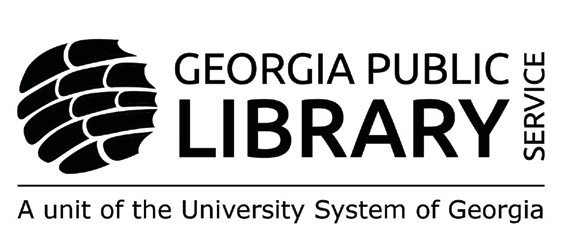 GEORGIA PUBLIC
LIBRARY
SERVICE
A unit of the University System of Georgia